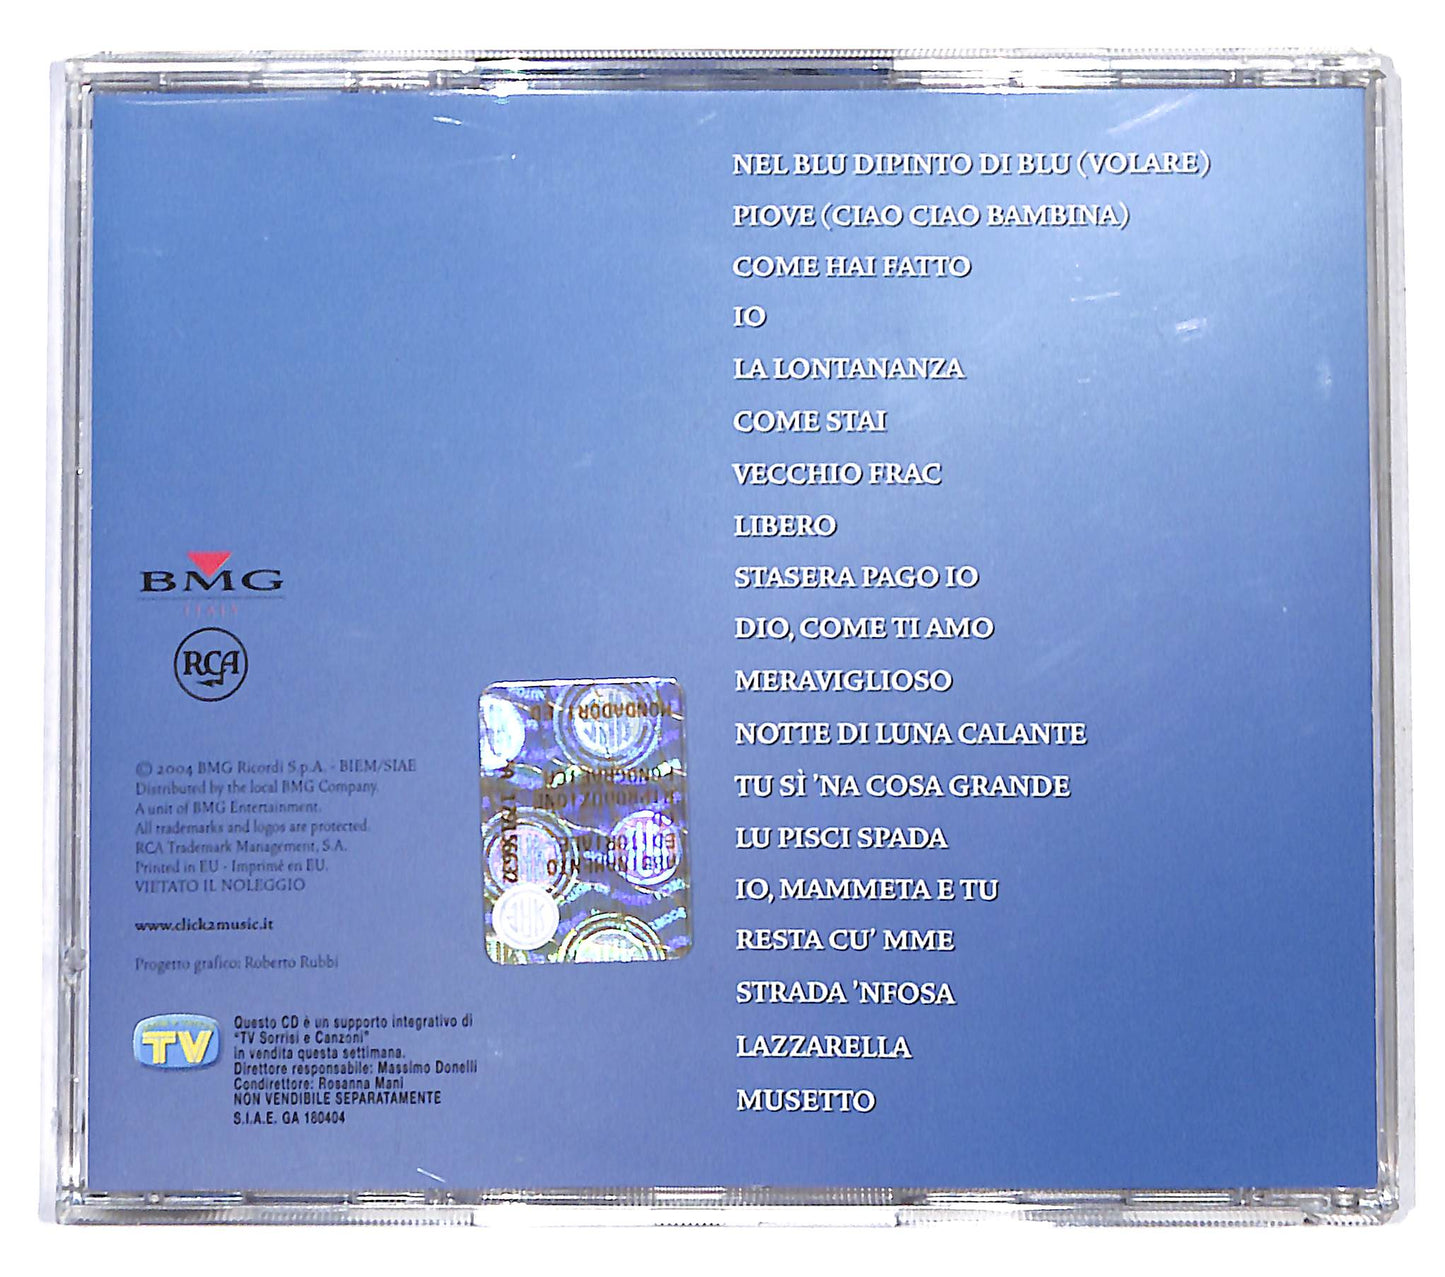 NEL BLU DIPINTO DI BLU (VOLARE)
PIOVE (CIAO CIAO BAMBINA)
COME HAI FATTO
IO
LA LONTANANZA
COME STAI
VECCHIO FRAC
LIBERO
STASERA PAGO IO
DIO, COME TI AMO
MERAVIGLIOSO
NOTTE DI LUNA CALANTE
TU SÌ 'NA COSA GRANDE
LU PISCI SPADA
IO, MAMMETA E TU
RESTA CU' MME
STRADA 'NFOSA
LAZZARELLA
MUSETTO
BMG
ITALY
RCA
© 2004 BMG Ricordi S.p.A. - BIEM/SIAE
Distributed by the local BMG Company.
A unit of BMG Entertainment.
All trademarks and logos are protected.
RCA Trademark Management, S.A.
Printed in EU - Imprimé en EU.
VIETATO IL NOLEGGIO
www.click2music.it
Progetto grafico: Roberto Rubbi
TV
Questo CD è un supporto integrativo di
"TV Sorrisi e Canzoni"
in vendita questa settimana.
Direttore responsabile: Massimo Donelli
Condirettore: Rosanna Mani
NON VENDIBILE SEPARATAMENTE
S.I.A.E. GA 180404
MONDADORI ED
RIPRODUZIONE
FONOGRAFICA
ABBINAMENTO
EDITORIALE